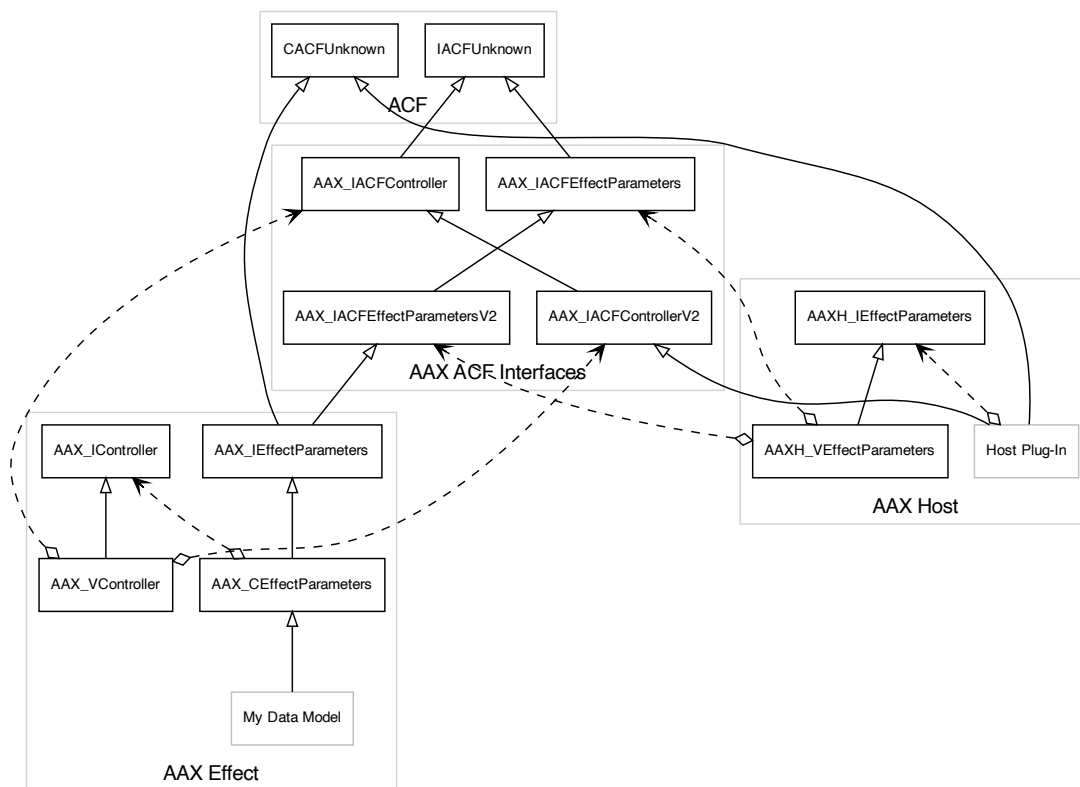 CACFUnknown
IACFUnknown
ACF
AAX_IACFController
AAX_IACFEffectParameters
AAX_IACFEffectParametersV2
AAX_IACFControllerV2
AAX ACF Interfaces
AAXH_IEffectParameters
AAX_IController
AAX_IEffectParameters
AAXH_VEffectParameters
Host Plug-In
AAX Host
AAX_VController
AAX_CEffectParameters
My Data Model
AAX Effect